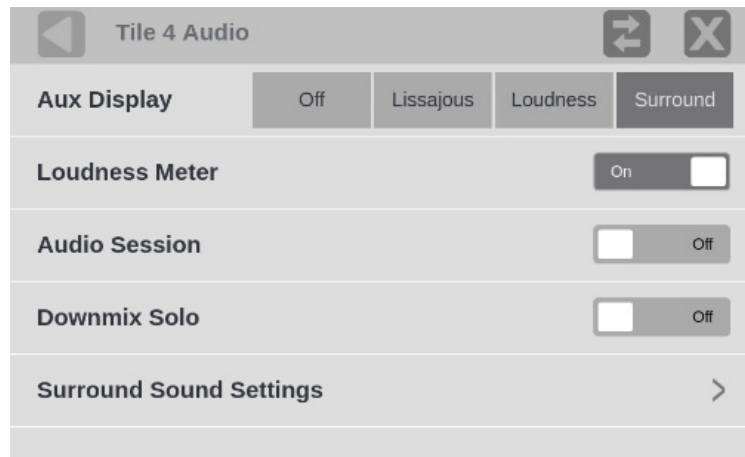 Tile 4 Audio
Aux Display Off Lissajous Loudness Surround
Loudness Meter On
Audio Session Off
Downmix Solo Off
Surround Sound Settings >